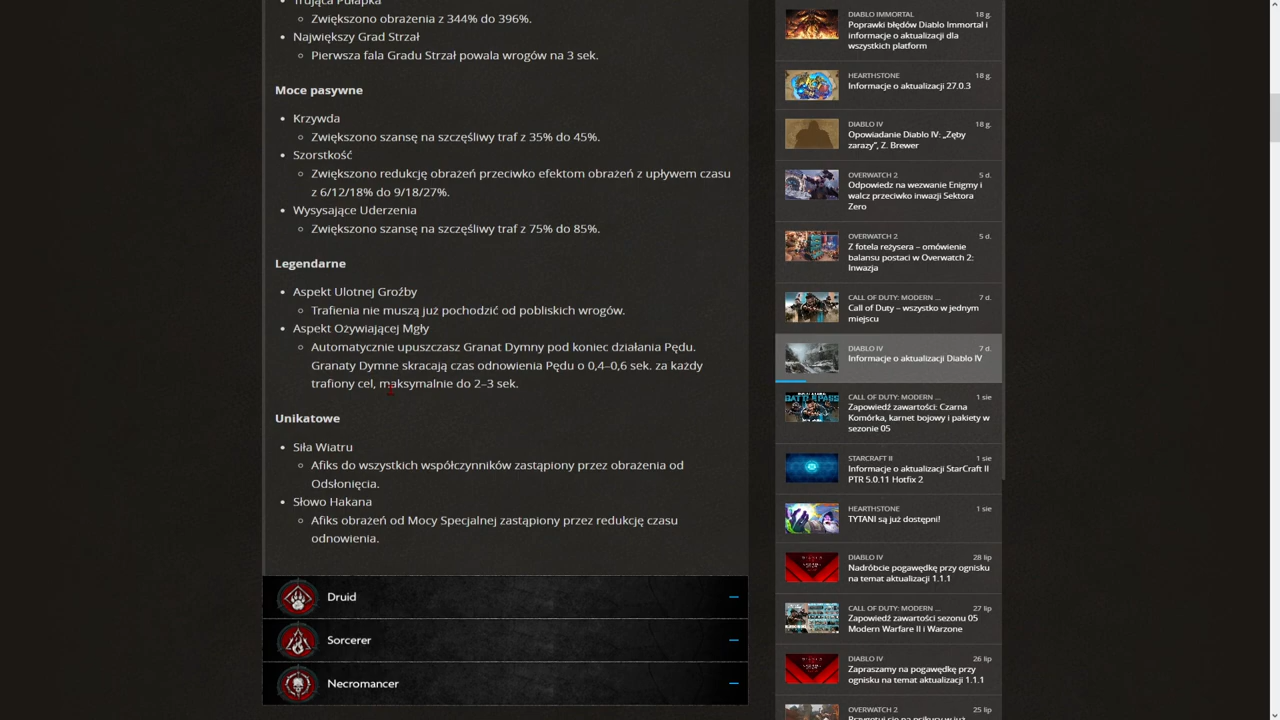 Trująca Pułapka
Zwiększono obrażenia z 344% do 396%.
Największy Grad Strzał
Pierwsza fala Gradu Strzał powala wrogów na 3 sek.
Moce pasywne
Krzywda
Zwiększono szansę na szczęśliwy traf z 35% do 45%.
Szorstkość
Zwiększono redukcję obrażeń przeciwko efektom obrażeń z upływem czasu
z 6/12/18% do 9/18/27%.
Wysysające Uderzenia
Zwiększono szansę na szczęśliwy traf z 75% do 85%.
Legendarne
Aspekt Ulotnej Groźby
Trafienia nie muszą już pochodzić od pobliskich wrogów.
Aspekt Ożywiającej Mgły
Automatycznie upuszczasz Granat Dymny pod koniec działania Pędu.
Granaty Dymne skracają czas odnowienia Pędu o 0,4–0,6 sek. za każdy
trafiony cel, maksymalnie do 2–3 sek.
Unikatowe
Siła Wiatru
Afiks do wszystkich współczynników zastąpiony przez obrażenia od
Odsłonięcia.
Słowo Hakana
Afiks obrażeń od Mocy Specjalnej zastąpiony przez redukcję czasu
odnowienia.
Druid
Sorcerer
Necromancer
DIABLO IMMORTAL 18 g.
Poprawki błędów Diablo Immortal i
informacje o aktualizacji dla
wszystkich platform
HEARTHSTONE 18 g.
Informacje o aktualizacji 27.0.3
DIABLO IV 18 g.
Opowiadanie Diablo IV: „Zęby
zarazy”, Z. Brewer
OVERWATCH 2 5 d.
Odpowiedz na wezwanie Enigmy i
walcz przeciwko inwazji Sektora
Zero
OVERWATCH 2 5 d.
Z fotela reżysera – omówienie
balansu postaci w Overwatch 2:
Inwazja
CALL OF DUTY: MODERN ... 7 d.
Call of Duty – wszystko w jednym
miejscu
DIABLO IV 7 d.
Informacje o aktualizacji Diablo IV
CALL OF DUTY: MODERN ... 1 sie
Zapowiedź zawartości: Czarna
Komórka, karnet bojowy i pakiety w
sezonie 05
STARCRAFT II 1 sie
Informacje o aktualizacji StarCraft II
PTR 5.0.11 Hotfix 2
HEARTHSTONE 1 sie
TYTANI są już dostępni!
DIABLO IV 28 lip
Nadróbcie pogawędkę przy ognisku
na temat aktualizacji 1.1.1
CALL OF DUTY: MODERN ... 27 lip
Zapowiedź zawartości sezonu 05
Modern Warfare II i Warzone
DIABLO IV 26 lip
Zapraszamy na pogawędkę przy
ognisku na temat aktualizacji 1.1.1
OVERWATCH 2 25 lip